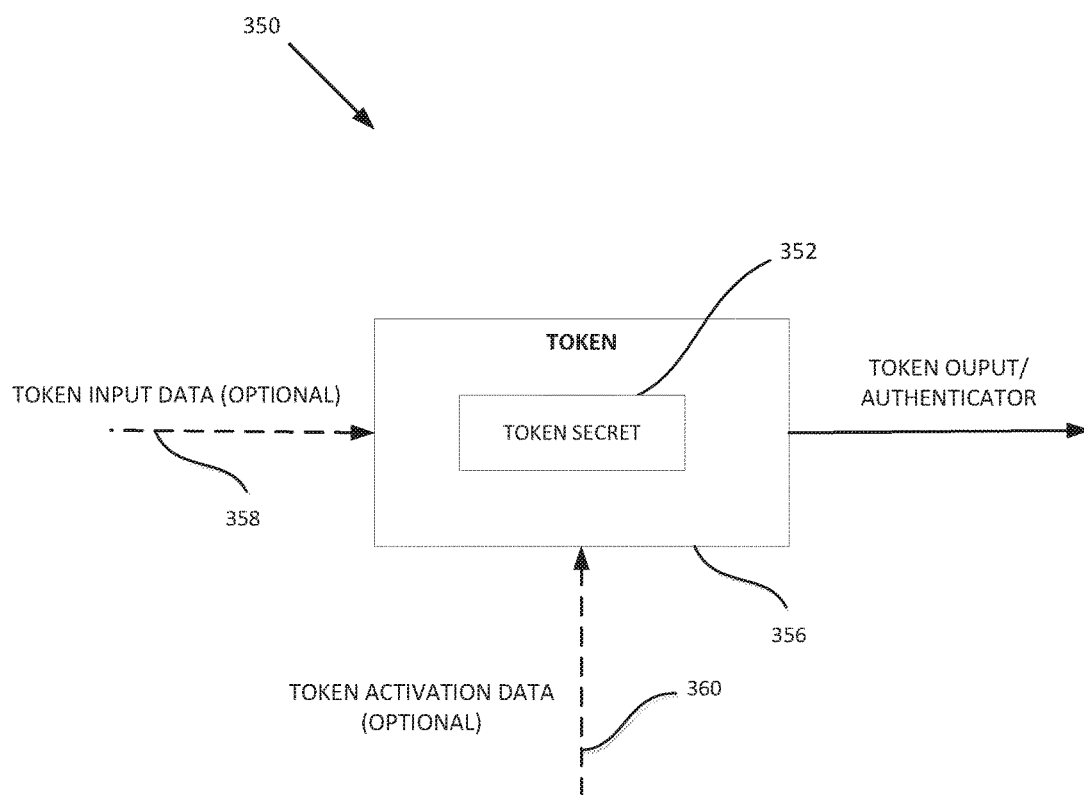 350
352
TOKEN
TOKEN SECRET
TOKEN INPUT DATA (OPTIONAL)
TOKEN OUPUT/
AUTHENTICATOR
358
356
TOKEN ACTIVATION DATA
(OPTIONAL)
360